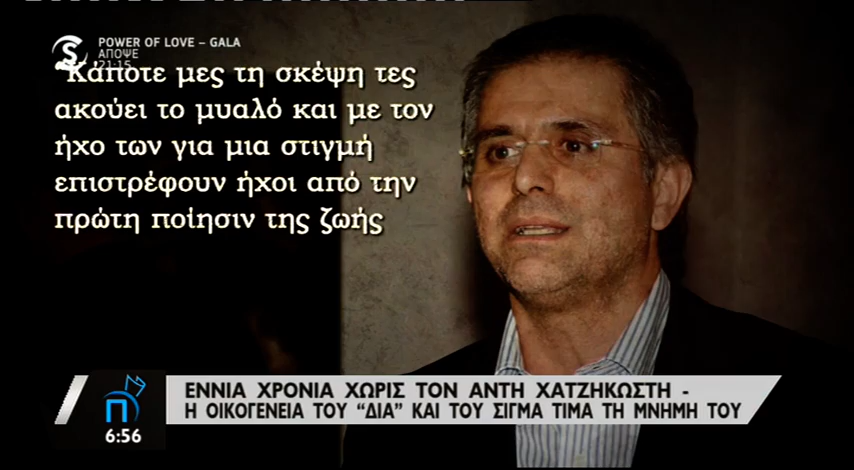 POWER OF LOVE – GALA
ΑΠΟΨΕ
21:15
"Κάποτε μες τη σκέψη τες
ακούει το μυαλό και με τον
ήχο των για μια στιγμή
επιστρέφουν ήχοι από την
πρώτη ποίησιν της ζωής
ΕΝΝΙΑ ΧΡΟΝΙΑ ΧΩΡΙΣ ΤΟΝ ΑΝΤΗ ΧΑΤΖΗΚΩΣΤΗ -
Η ΟΙΚΟΓΕΝΕΙΑ ΤΟΥ "ΔΙΑ" ΚΑΙ ΤΟΥ ΣΙΓΜΑ ΤΙΜΑ ΤΗ ΜΝΗΜΗ ΤΟΥ
Π
6:56